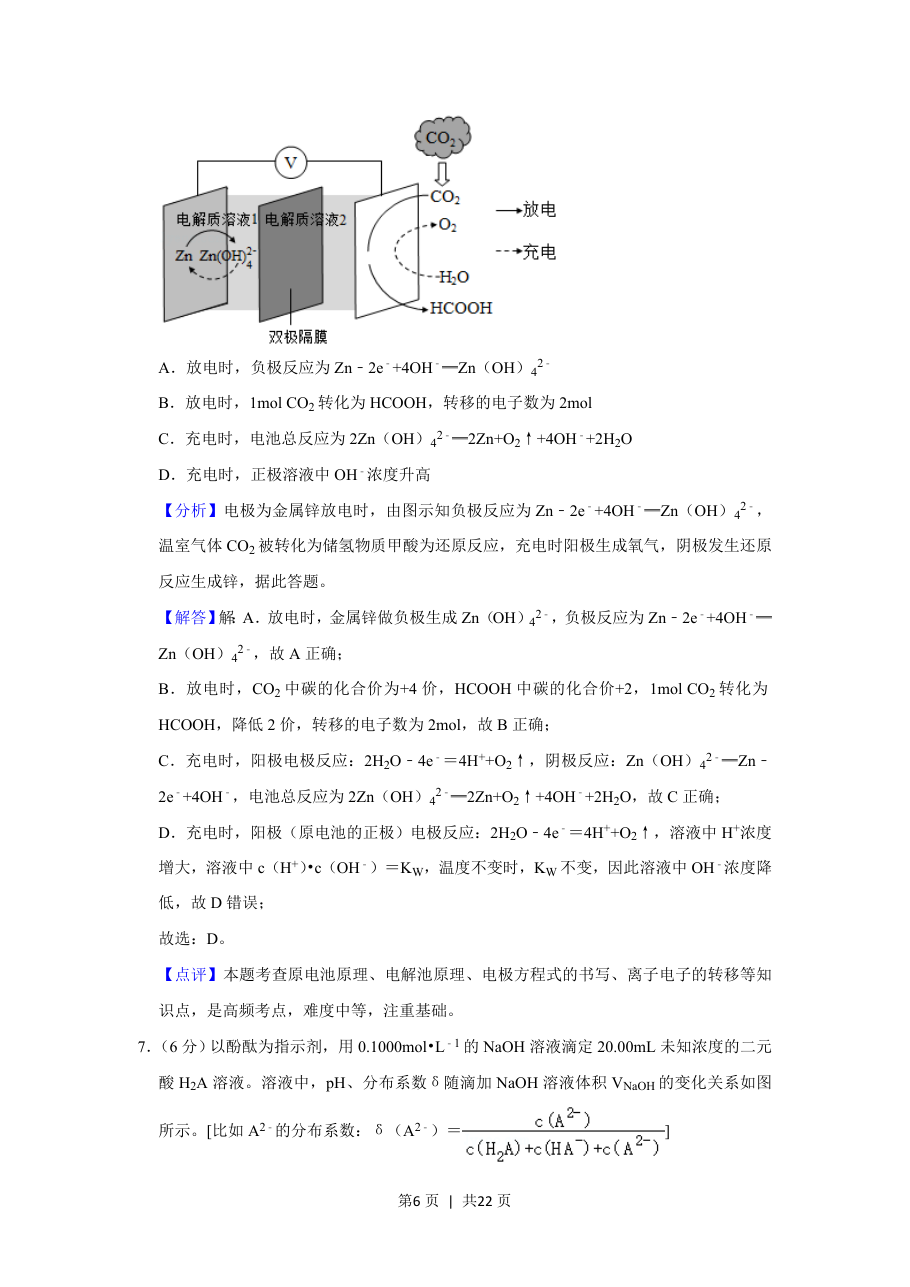 CO₂
V
CO₂
电解质溶液1 电解质溶液2
O₂
放电
Zn Zn(OH)₄²⁻
充电
H₂O
HCOOH
双极隔膜
A．放电时，负极反应为 Zn﹣2e﹣+4OH﹣═Zn（OH）₄²﹣
B．放电时，1mol CO₂ 转化为 HCOOH，转移的电子数为 2mol
C．充电时，电池总反应为 2Zn（OH）₄²﹣═2Zn+O₂↑+4OH﹣+2H₂O
D．充电时，正极溶液中 OH﹣浓度升高
【分析】电极为金属锌放电时，由图示知负极反应为 Zn﹣2e﹣+4OH﹣═Zn（OH）₄²﹣，
温室气体 CO₂ 被转化为储氢物质甲酸为还原反应，充电时阳极生成氧气，阴极发生还原
反应生成锌，据此答题。
【解答】解：A．放电时，金属锌做负极生成 Zn（OH）₄²﹣，负极反应为 Zn﹣2e﹣+4OH﹣═
Zn（OH）₄²﹣，故 A 正确；
B．放电时，CO₂ 中碳的化合价为+4 价，HCOOH 中碳的化合价+2，1mol CO₂ 转化为
HCOOH，降低 2 价，转移的电子数为 2mol，故 B 正确；
C．充电时，阳极电极反应：2H₂O﹣4e﹣＝4H⁺+O₂↑，阴极反应：Zn（OH）₄²﹣═Zn﹣
2e﹣+4OH﹣，电池总反应为 2Zn（OH）₄²﹣═2Zn+O₂↑+4OH﹣+2H₂O，故 C 正确；
D．充电时，阳极（原电池的正极）电极反应：2H₂O﹣4e﹣＝4H⁺+O₂↑，溶液中 H⁺浓度
增大，溶液中 c（H⁺）•c（OH﹣）＝K_W，温度不变时，K_W 不变，因此溶液中 OH﹣浓度降
低，故 D 错误；
故选：D。
【点评】本题考查原电池原理、电解池原理、电极方程式的书写、离子电子的转移等知
识点，是高频考点，难度中等，注重基础。
7．（6 分）以酚酞为指示剂，用 0.1000mol•L﹣¹ 的 NaOH 溶液滴定 20.00mL 未知浓度的二元
酸 H₂A 溶液。溶液中，pH、分布系数 δ 随滴加 NaOH 溶液体积 V_NaOH 的变化关系如图
所示。[比如 A²﹣的分布系数：δ（A²﹣）＝c(A²⁻)/c(H₂A)+c(HA⁻)+c(A²⁻)]
第6 页 | 共22 页